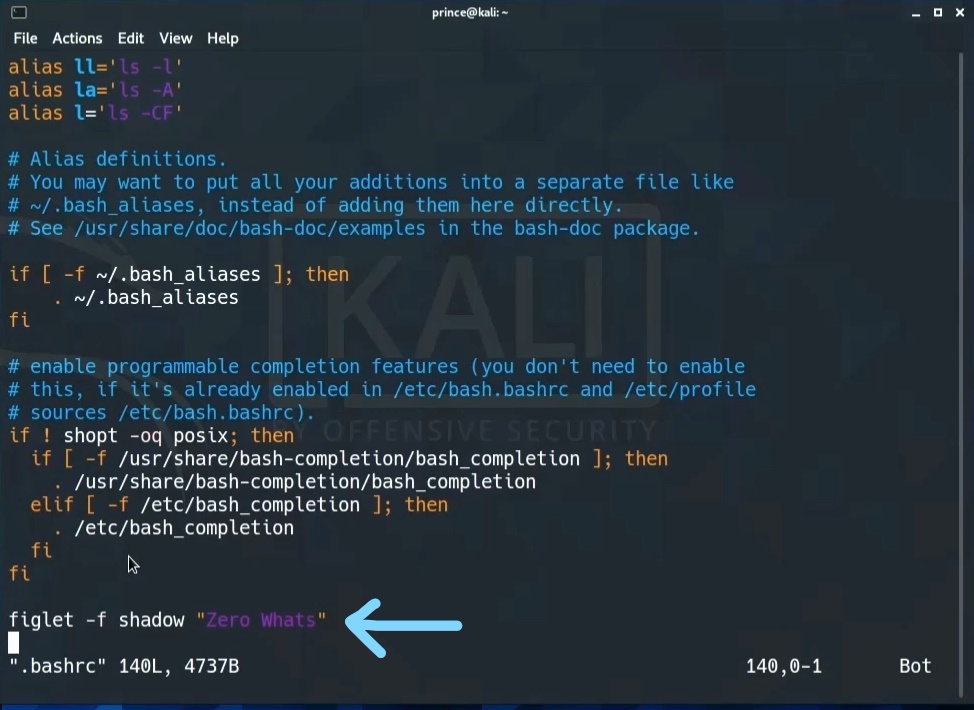 prince@kali: ~
File Actions Edit View Help
alias ll='ls -l'
alias la='ls -A'
alias l='ls -CF'
# Alias definitions.
# You may want to put all your additions into a separate file like
# ~/.bash_aliases, instead of adding them here directly.
# See /usr/share/doc/bash-doc/examples in the bash-doc package.
if [ -f ~/.bash_aliases ]; then
    . ~/.bash_aliases
fi
# enable programmable completion features (you don't need to enable
# this, if it's already enabled in /etc/bash.bashrc and /etc/profile
# sources /etc/bash.bashrc).
if ! shopt -oq posix; then
  if [ -f /usr/share/bash-completion/bash_completion ]; then
    . /usr/share/bash-completion/bash_completion
  elif [ -f /etc/bash_completion ]; then
    . /etc/bash_completion
  fi
fi
figlet -f shadow "Zero Whats"
".bashrc" 140L, 4737B 140,0-1 Bot
KALI
BY OFFENSIVE SECURITY